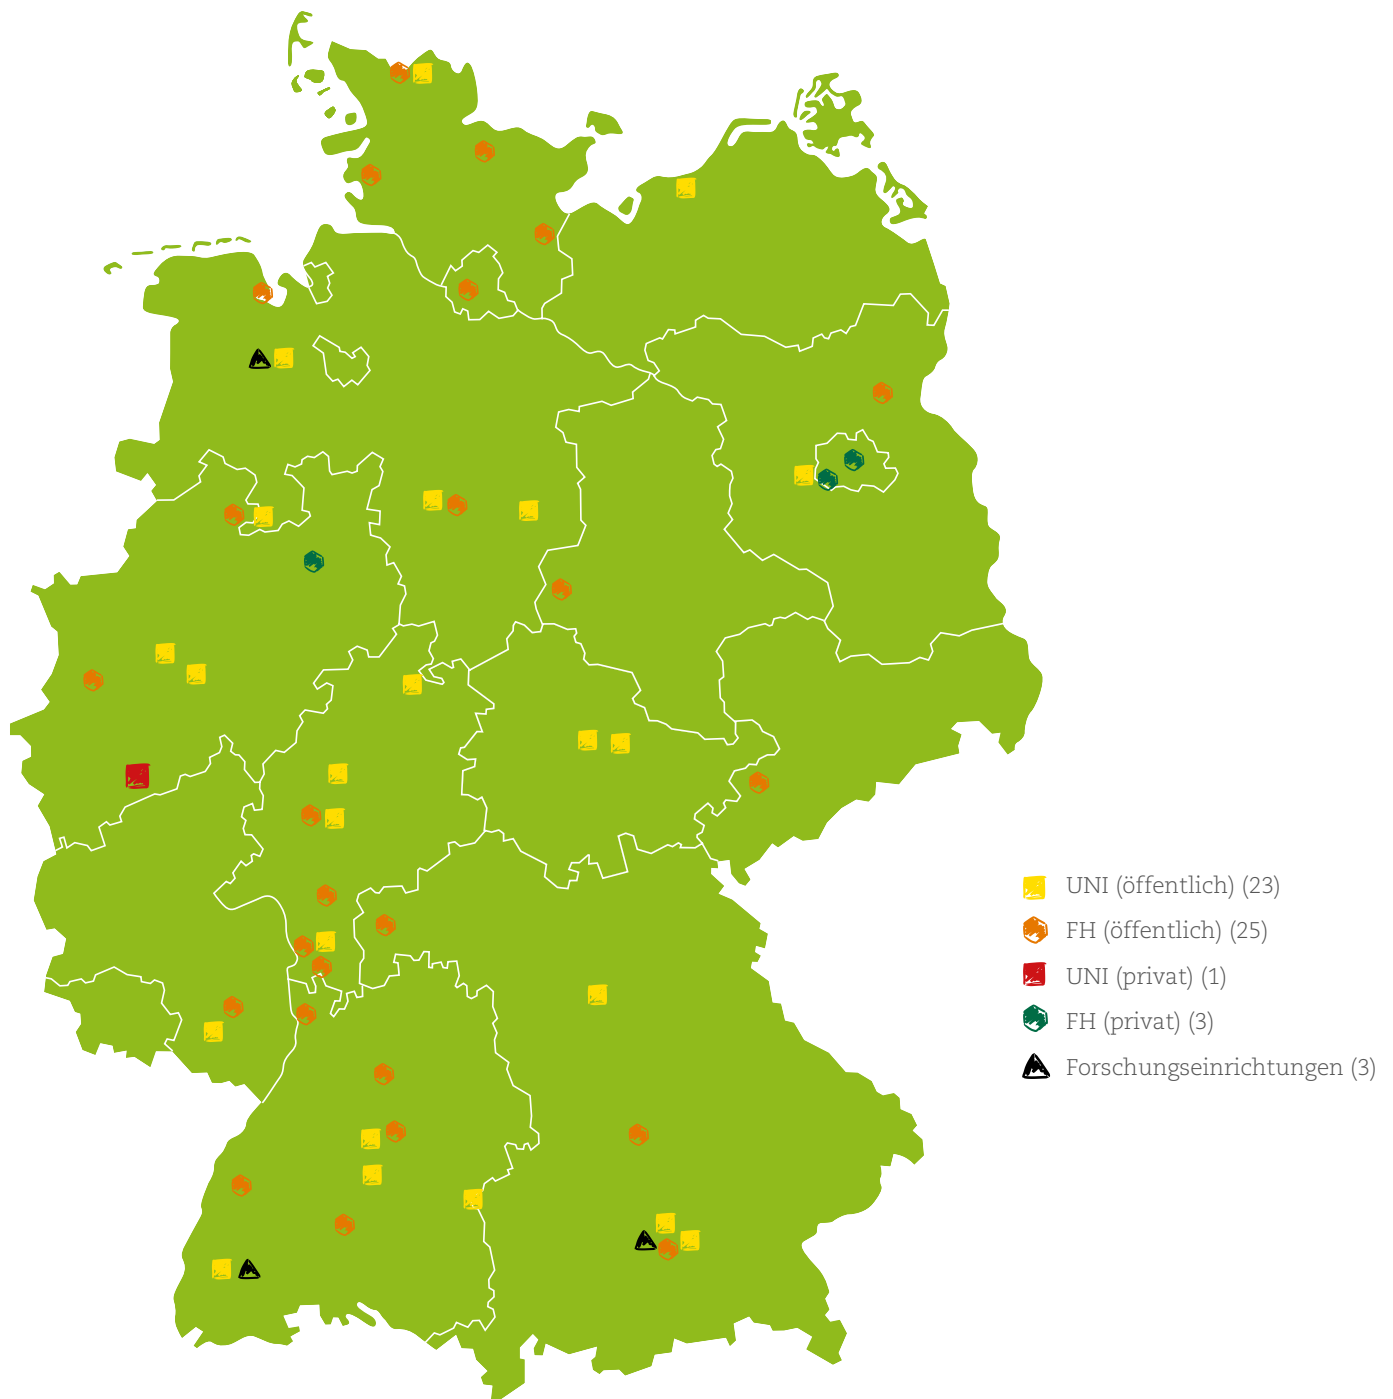 UNI (öffentlich) (23)
FH (öffentlich) (25)
UNI (privat) (1)
FH (privat) (3)
Forschungseinrichtungen (3)